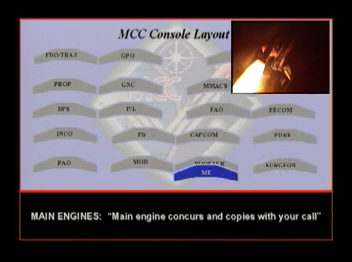 MCC Console Layout
FDO/TRAJ GPO
PROP GNC MMACS
DPS P/L FAO EECOM
INCO FD CAPCOM PDRS
PAO MOD BOOSTER SURGEON
ME
MAIN ENGINES: "Main engine concurs and copies with your call"